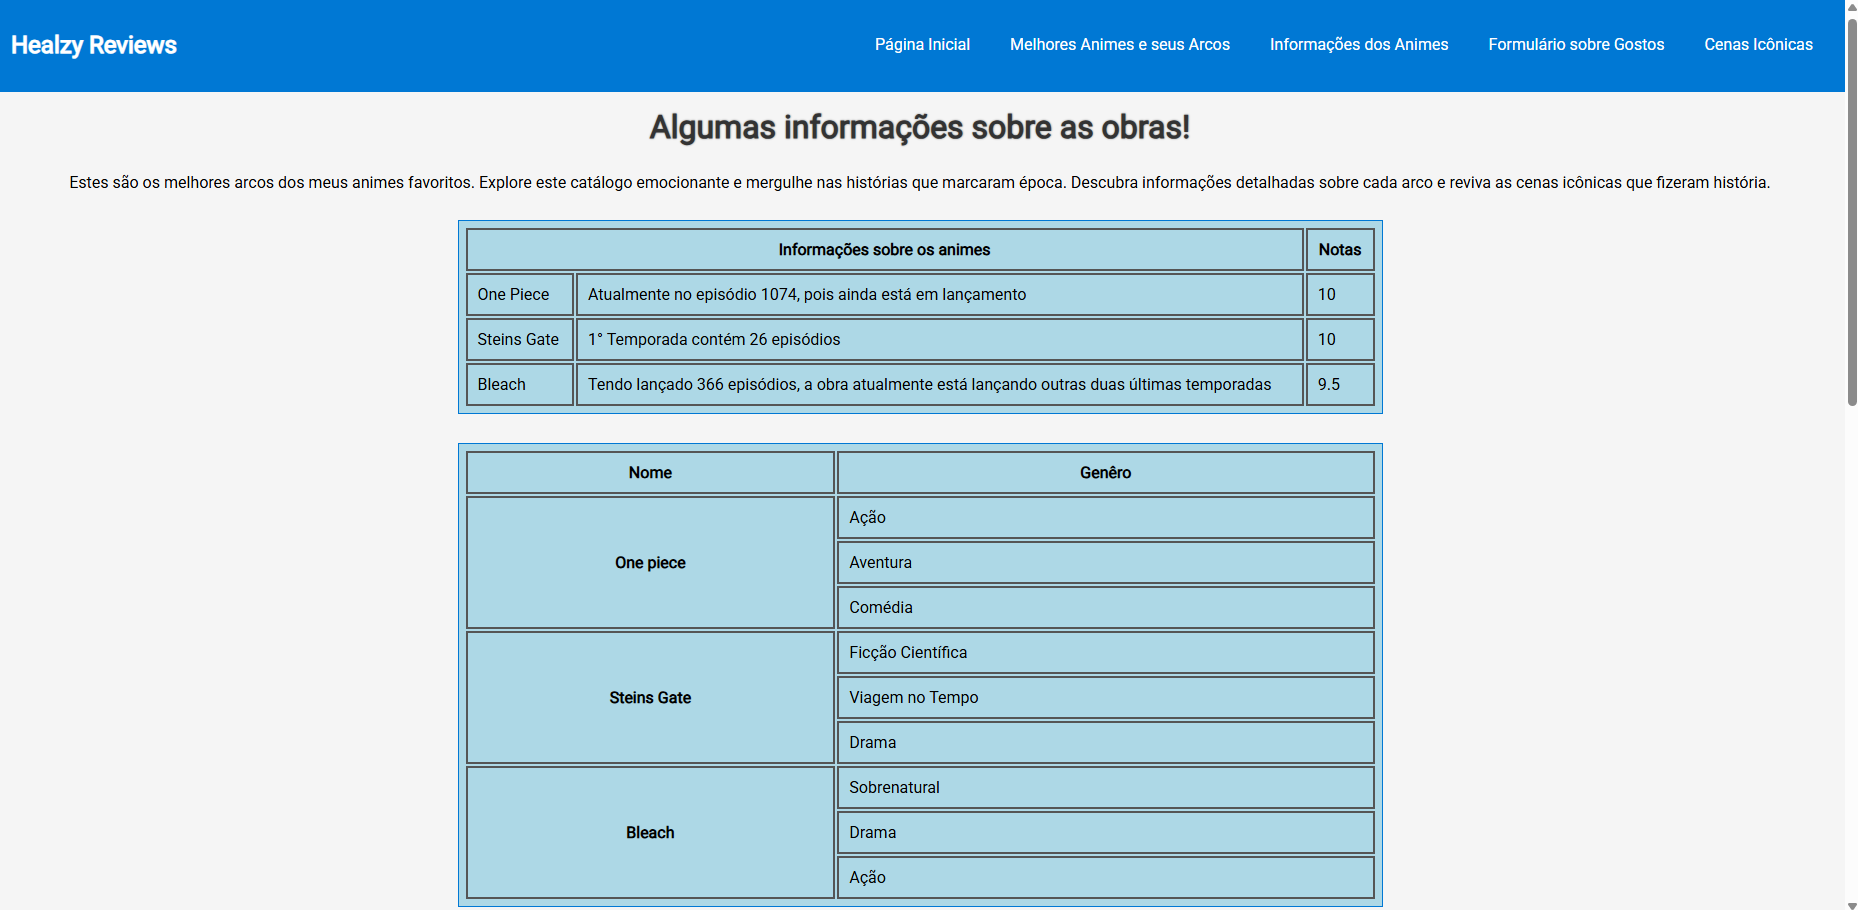 Healzy Reviews
Página Inicial Melhores Animes e seus Arcos Informações dos Animes Formulário sobre Gostos Cenas Icônicas
Algumas informações sobre as obras!
Estes são os melhores arcos dos meus animes favoritos. Explore este catálogo emocionante e mergulhe nas histórias que marcaram época. Descubra informações detalhadas sobre cada arco e reviva as cenas icônicas que fizeram história.
Informações sobre os animes Notas
One Piece Atualmente no episódio 1074, pois ainda está em lançamento 10
Steins Gate 1° Temporada contém 26 episódios 10
Bleach Tendo lançado 366 episódios, a obra atualmente está lançando outras duas últimas temporadas 9.5
Nome Genêro
One piece
Ação
Aventura
Comédia
Steins Gate
Ficção Científica
Viagem no Tempo
Drama
Bleach
Sobrenatural
Drama
Ação